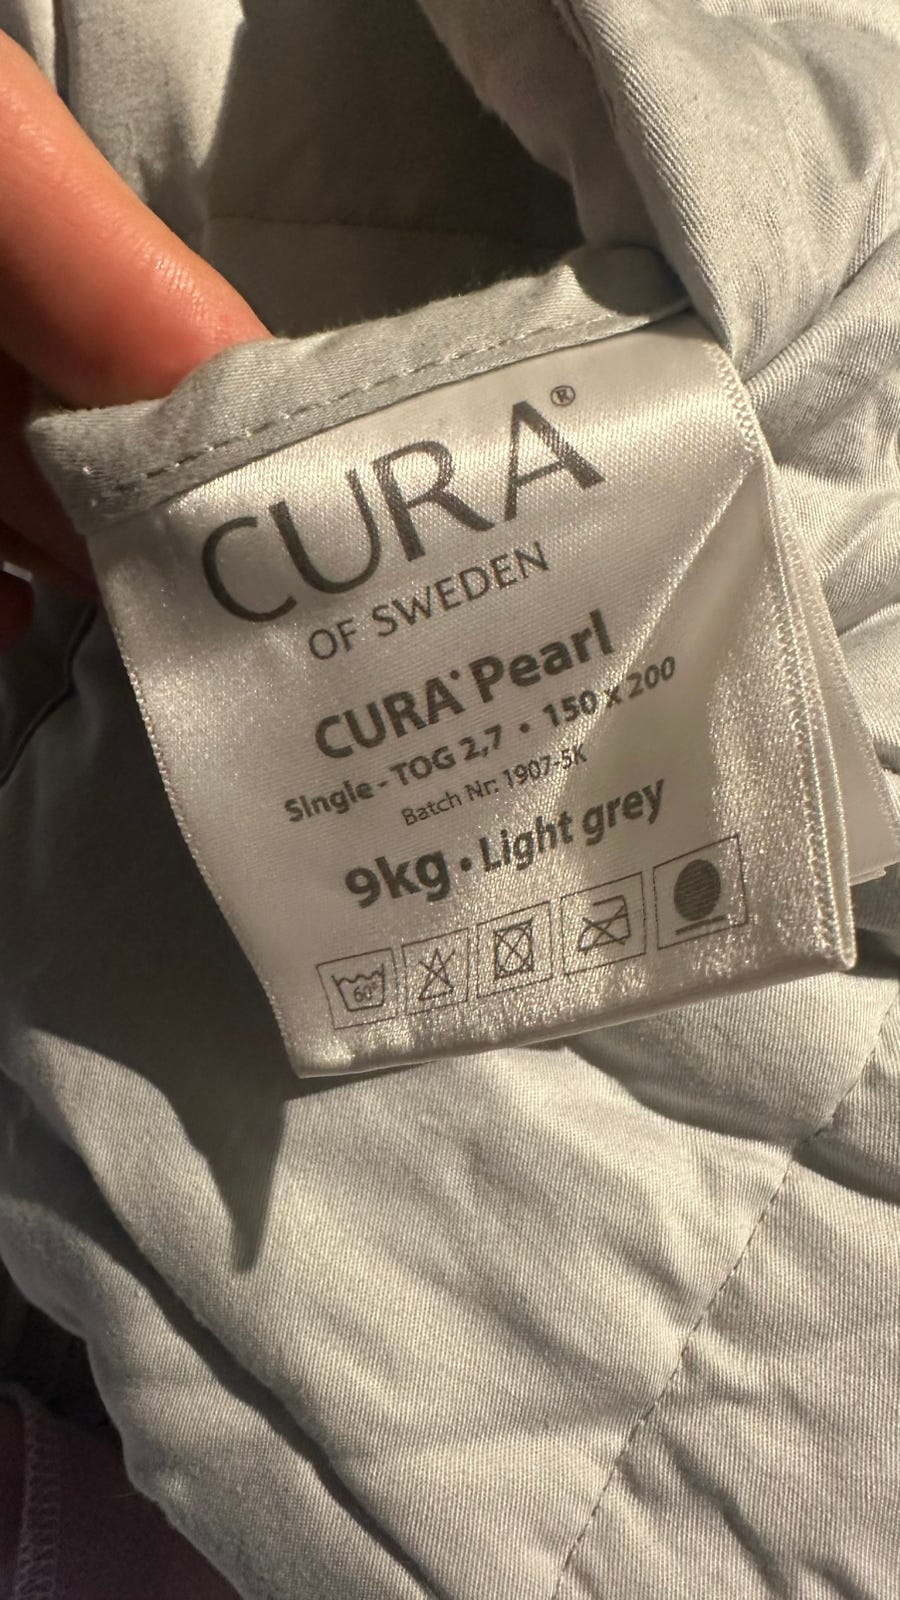 CURA®
OF SWEDEN
CURA® Pearl
Single - TOG 2,7 • 150 x 200
Batch Nr: 1907-5K
9kg • Light grey
60°